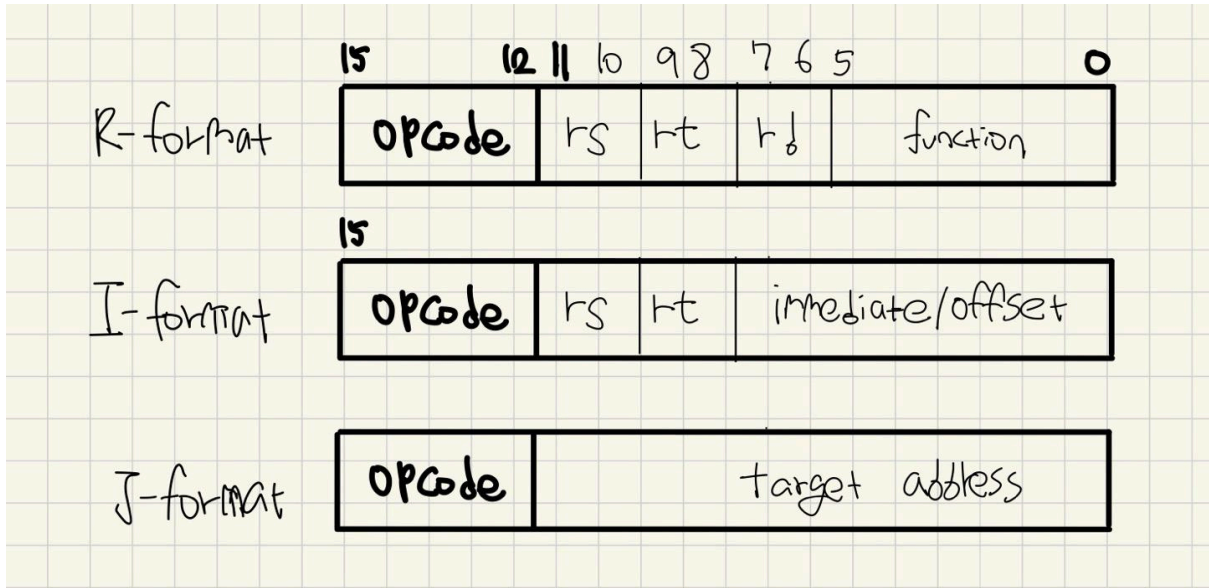 15 12 11 10 9 8 7 6 5 0
R-format opcode rs rt rd function
15
I-format opcode rs rt immediate/offset
J-format opcode target address